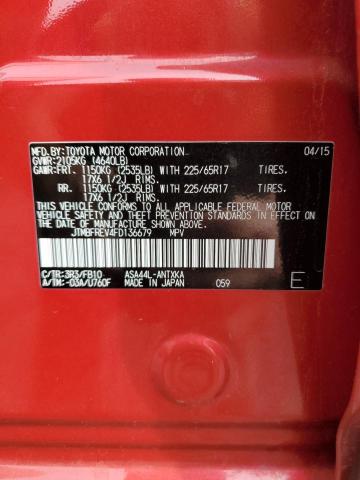 MFD.BY:TOYOTA MOTOR CORPORATION 04/15
GVWR:2105KG (4640LB)
GAWR:FRT. 1150KG (2535LB) WITH 225/65R17 TIRES.
17X6 1/2J RIMS.
RR. 1150KG (2535LB) WITH 225/65R17 TIRES.
17X6 1/2J RIMS.
THIS VEHICLE CONFORMS TO ALL APPLICABLE FEDERAL MOTOR
VEHICLE SAFETY AND BUMPER STANDARDS IN EFFECT ON THE DATE OF
MANUFACTURE SHOWN ABOVE.
JTMBFREV4FD136679 MPV
C/TR:3R3/FB10 ASA44L-ANTXKA
A/TM:-03A/U760F MADE IN JAPAN 059 E